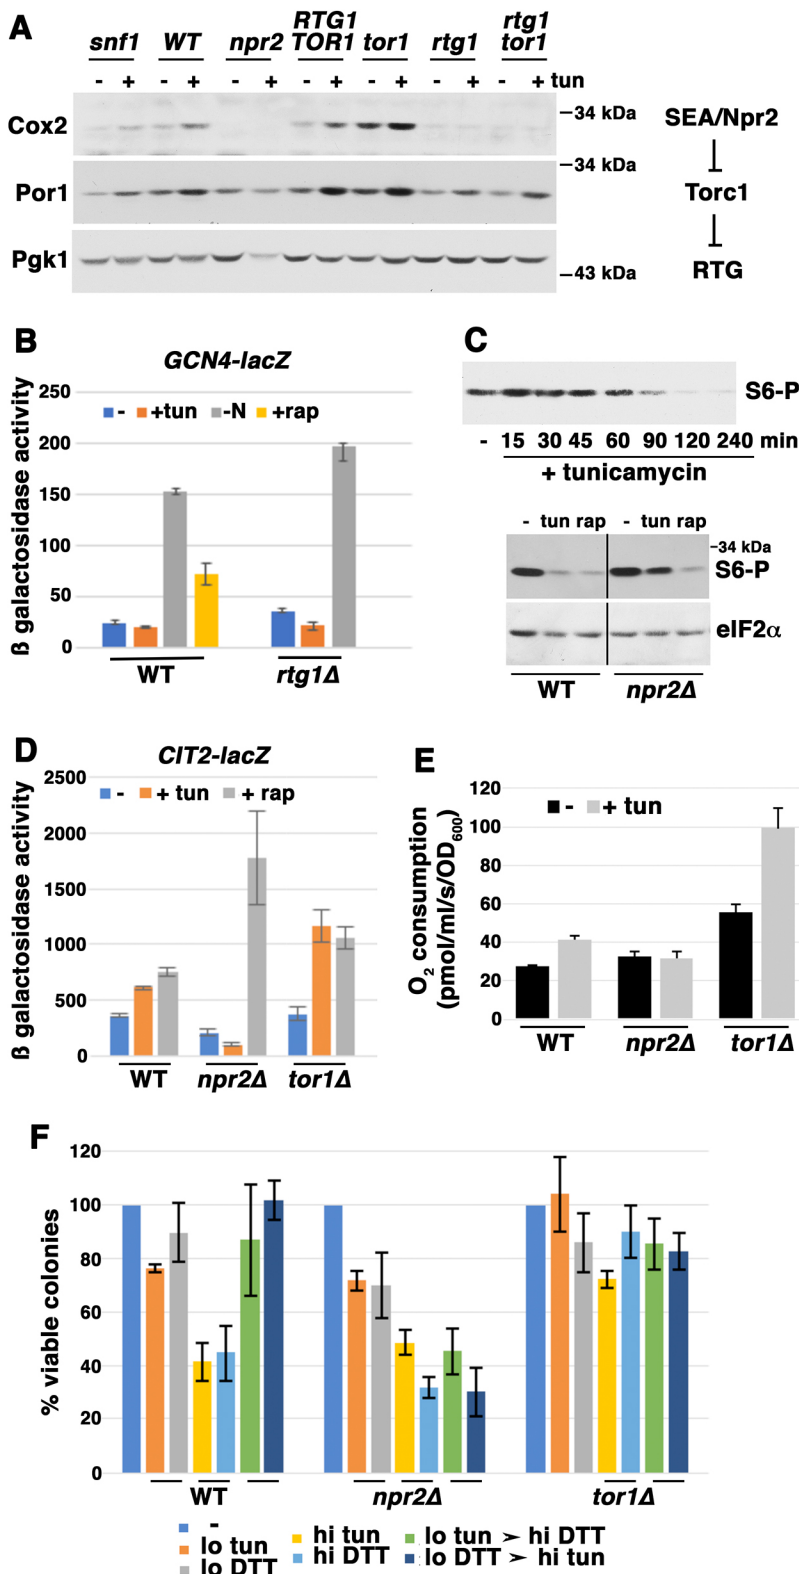 A
snf1 WT npr2 RTG1 TOR1 tor1 rtg1 rtg1 tor1
- + - + - + - + - + - + - + tun
Cox2
–34 kDa
Por1
–34 kDa
Pgk1
–43 kDa
SEA/Npr2
Torc1
RTG
B
GCN4-lacZ
ß galactosidase activity
250
200
150
100
50
0
- +tun -N +rap
WT rtg1Δ
C
S6-P
- 15 30 45 60 90 120 240 min
+ tunicamycin
- tun rap - tun rap
–34 kDa
S6-P
eIF2α
WT npr2Δ
D
CIT2-lacZ
ß galactosidase activity
2500
2000
1500
1000
500
0
- + tun + rap
WT npr2Δ tor1Δ
E
O2 consumption
(pmol/ml/s/OD600)
120
100
80
60
40
20
0
- + tun
WT npr2Δ tor1Δ
F
% viable colonies
120
100
80
60
40
20
0
WT npr2Δ tor1Δ
-
lo tun
lo DTT
hi tun
hi DTT
lo tun ➤ hi DTT
lo DTT ➤ hi tun